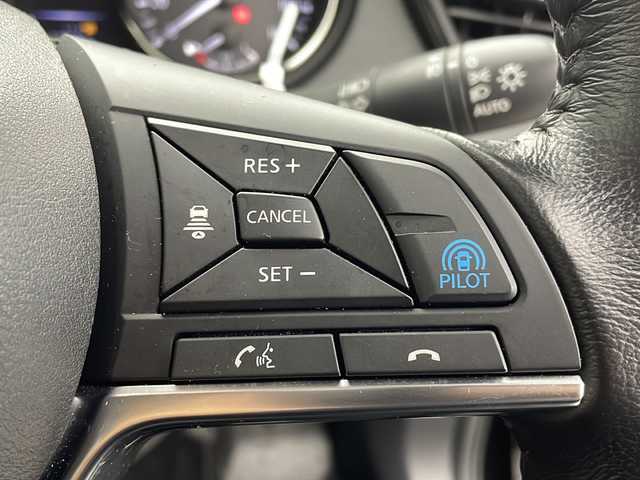 AUTO
RES +
CANCEL
SET −
PILOT